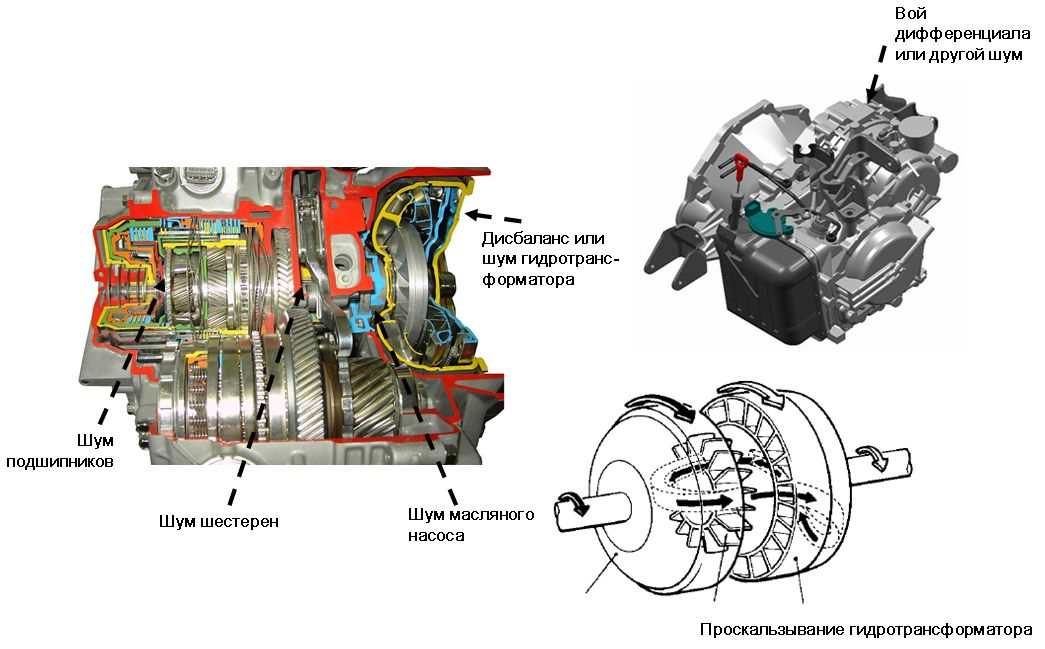 Вой
дифференциала
или другой шум
Дисбаланс или
шум гидротранс-
форматора
Шум
подшипников
Шум шестерен
Шум масляного
насоса
Проскальзывание гидротрансформатора